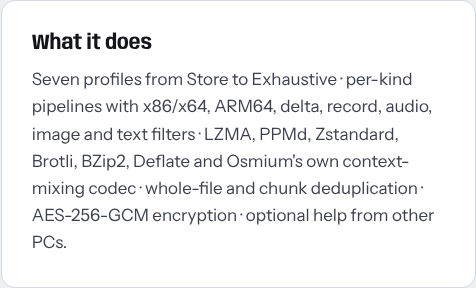 What it does
Seven profiles from Store to Exhaustive · per-kind
pipelines with x86/x64, ARM64, delta, record, audio,
image and text filters · LZMA, PPMd, Zstandard,
Brotli, BZip2, Deflate and Osmium's own context-
mixing codec · whole-file and chunk deduplication ·
AES-256-GCM encryption · optional help from other
PCs.